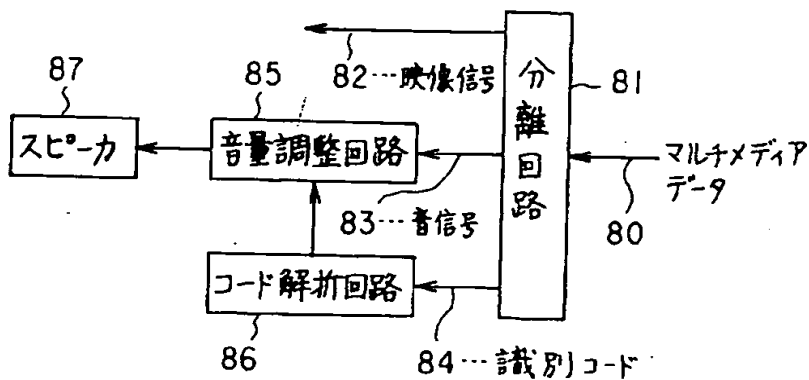 82…映像信号
87
85
分離回路
81
スピーカ
音量調整回路
マルチメディア
データ
83…音信号
80
コード解析回路
86
84…識別コード